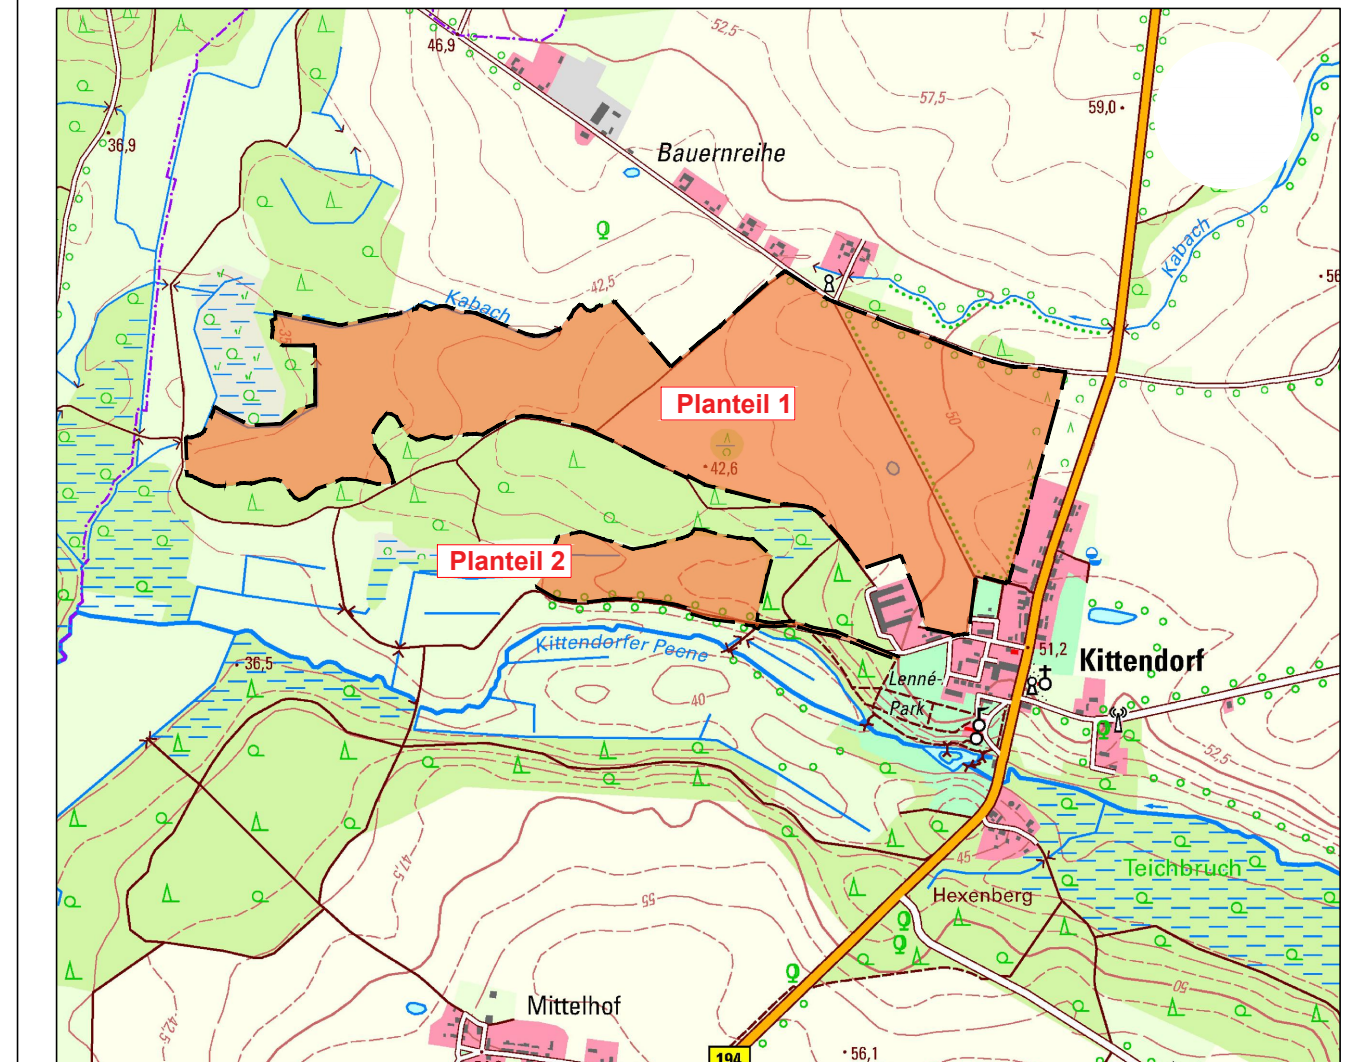 52,5
46,9
57,5
59,0
36,9
Bauernreihe
Kabach
56
42,5
Kabach
35
Planteil 1
50
42,6
Planteil 2
Kittendorfer Peene
51,2
Kittendorf
36,5
Lenné-
Park
40
52,5
47,5
45
Teichbruch
55
Hexenberg
50
Mittelhof
42,5
194
56,1